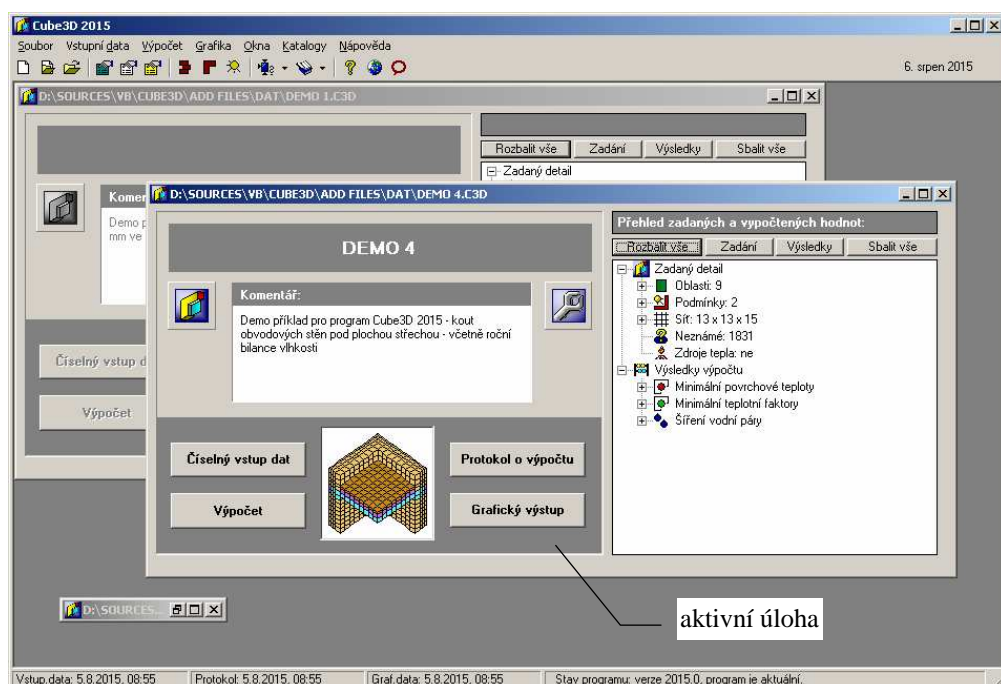 Cube3D 2015
Soubor Vstupní data Výpočet Grafika Okna Katalogy Nápověda
6. srpen 2015
D:\SOURCES\VB\CUBE3D\ADD FILES\DAT\DEMO 1.C3D
Rozbalit vše Zadání Výsledky Sbalit vše
Zadaný detail
Demo
mm ve
Číselný vstup d
Výpočet
D:\SOURCES\VB\CUBE3D\ADD FILES\DAT\DEMO 4.C3D
DEMO 4
Komentář:
Demo příklad pro program Cube3D 2015 - kout
obvodových stěn pod plochou střechou - včetně roční
bilance vlhkosti
Číselný vstup dat
Výpočet
Protokol o výpočtu
Grafický výstup
Přehled zadaných a vypočtených hodnot:
Rozbalit vše Zadání Výsledky Sbalit vše
Zadaný detail
Oblasti: 9
Podmínky: 2
Síť: 13 x 13 x 15
Neznámé: 1831
Zdroje tepla: ne
Výsledky výpočtu
Minimální povrchové teploty
Minimální teplotní faktory
Šíření vodní páry
aktivní úloha
D:\SOURCES...
Vstup.data: 5.8.2015, 08:55 Protokol: 5.8.2015, 08:55 Graf.data: 5.8.2015, 08:55 Stav programu: verze 2015.0, program je aktuální.